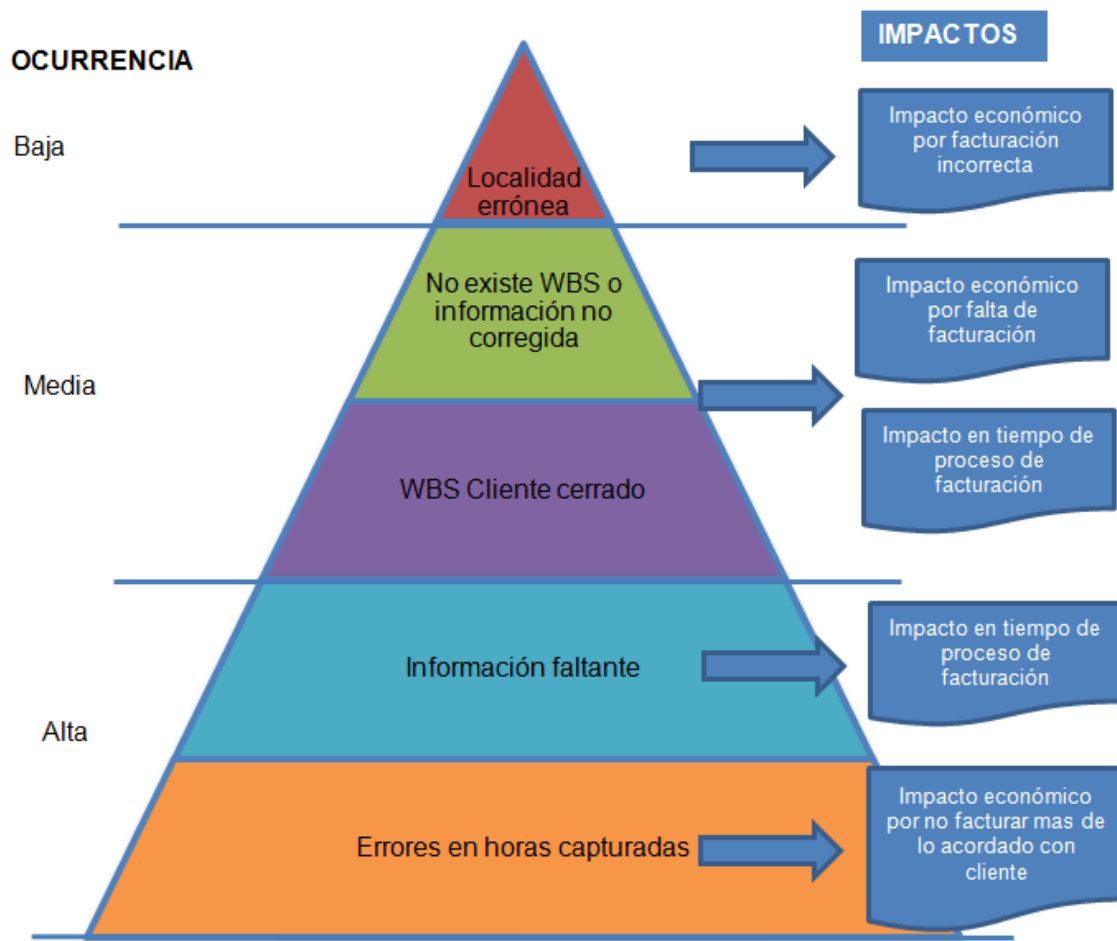 OCURRENCIA
IMPACTOS
Baja
Localidad
errónea
Impacto económico
por facturación
incorrecta
Media
No existe WBS o
información no
corregida
WBS Cliente cerrado
Impacto económico
por falta de
facturación
Impacto en tiempo de
proceso de
facturación
Alta
Información faltante
Impacto en tiempo de
proceso de
facturación
Errores en horas capturadas
Impacto económico
por no facturar mas de
lo acordado con
cliente